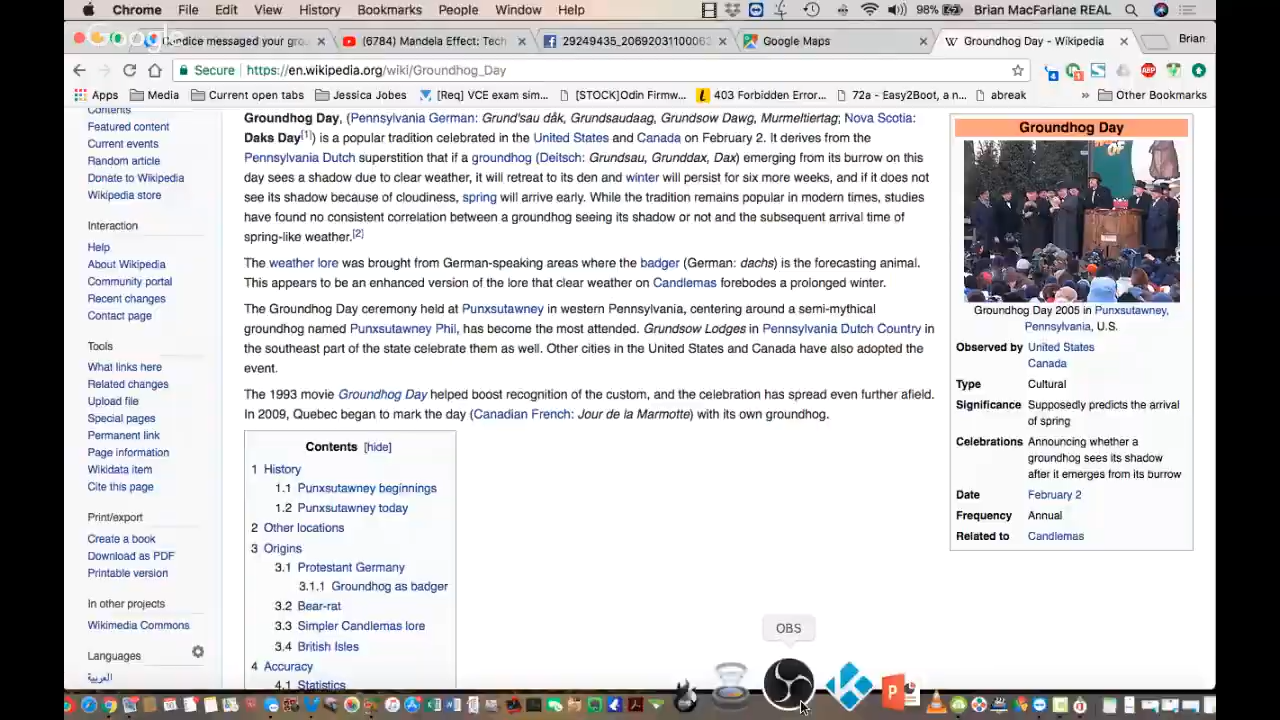 Chrome File Edit View History Bookmarks People Window Help 98% Brian MacFarlane REAL
Google
Candice messaged your grou (6784) Mandela Effect: Tech 29249435_2069203110006 Google Maps Groundhog Day - Wikipedia Brian
Secure https://en.wikipedia.org/wiki/Groundhog_Day
Apps Media Current open tabs Jessica Jobes [Req] VCE exam sim... [STOCK]Odin Firmw... 403 Forbidden Error... 72a - Easy2Boot, a n... abreak » Other Bookmarks
Contents
Featured content
Current events
Random article
Donate to Wikipedia
Wikipedia store
Interaction
Help
About Wikipedia
Community portal
Recent changes
Contact page
Tools
What links here
Related changes
Upload file
Special pages
Permanent link
Page information
Wikidata item
Cite this page
Print/export
Create a book
Download as PDF
Printable version
In other projects
Wikimedia Commons
Languages
العربية
Groundhog Day, (Pennsylvania German: Grund'sau dåk, Grundsaudaag, Grundsow Dawg, Murmeltiertag; Nova Scotia:
Daks Day[1]) is a popular tradition celebrated in the United States and Canada on February 2. It derives from the
Pennsylvania Dutch superstition that if a groundhog (Deitsch: Grundsau, Grunddax, Dax) emerging from its burrow on this
day sees a shadow due to clear weather, it will retreat to its den and winter will persist for six more weeks, and if it does not
see its shadow because of cloudiness, spring will arrive early. While the tradition remains popular in modern times, studies
have found no consistent correlation between a groundhog seeing its shadow or not and the subsequent arrival time of
spring-like weather.[2]
The weather lore was brought from German-speaking areas where the badger (German: dachs) is the forecasting animal.
This appears to be an enhanced version of the lore that clear weather on Candlemas forebodes a prolonged winter.
The Groundhog Day ceremony held at Punxsutawney in western Pennsylvania, centering around a semi-mythical
groundhog named Punxsutawney Phil, has become the most attended. Grundsow Lodges in Pennsylvania Dutch Country in
the southeast part of the state celebrate them as well. Other cities in the United States and Canada have also adopted the
event.
The 1993 movie Groundhog Day helped boost recognition of the custom, and the celebration has spread even further afield.
In 2009, Quebec began to mark the day (Canadian French: Jour de la Marmotte) with its own groundhog.
Contents [hide]
1 History
1.1 Punxsutawney beginnings
1.2 Punxsutawney today
2 Other locations
3 Origins
3.1 Protestant Germany
3.1.1 Groundhog as badger
3.2 Bear-rat
3.3 Simpler Candlemas lore
3.4 British Isles
4 Accuracy
4.1 Statistics
Groundhog Day
OF
Groundhog Day 2005 in Punxsutawney,
Pennsylvania, U.S.
Observed by United States
Canada
Type Cultural
Significance Supposedly predicts the arrival
of spring
Celebrations Announcing whether a
groundhog sees its shadow
after it emerges from its burrow
Date February 2
Frequency Annual
Related to Candlemas
OBS